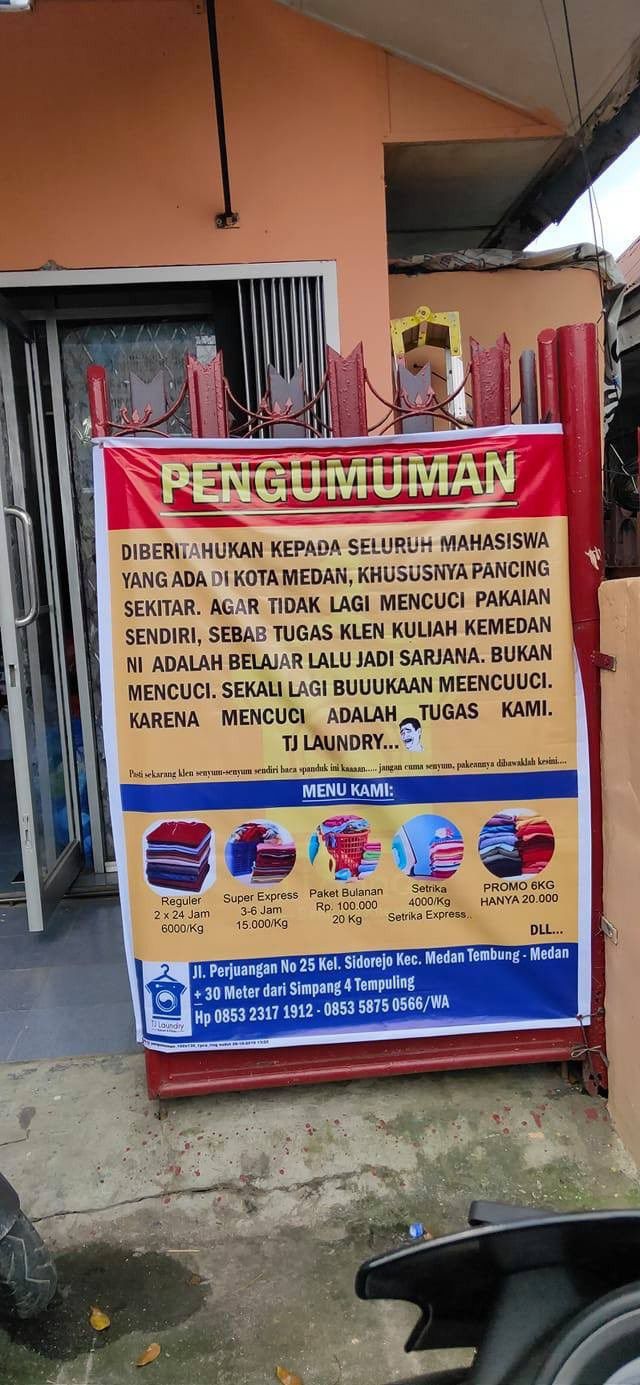 PENGUMUMAN
DIBERITAHUKAN KEPADA SELURUH MAHASISWA
YANG ADA DI KOTA MEDAN, KHUSUSNYA PANCING
SEKITAR. AGAR TIDAK LAGI MENCUCI PAKAIAN
SENDIRI, SEBAB TUGAS KLEN KULIAH KEMEDAN
NI ADALAH BELAJAR LALU JADI SARJANA. BUKAN
MENCUCI. SEKALI LAGI BUUUKAAN MEENCUUCI.
KARENA MENCUCI ADALAH TUGAS KAMI.
TJ LAUNDRY...
Pasti sekarang klen senyum-senyum sendiri baca spanduk ini kaaaan..... jangan cuma senyum, pakeannya dibawaklah kesini....
MENU KAMI:
Reguler
2 x 24 Jam
6000/Kg
Super Express
3-6 Jam
15.000/Kg
Paket Bulanan
Rp. 100.000
20 Kg
Setrika
4000/Kg
Setrika Express..
PROMO 6KG
HANYA 20.000
DLL...
Jl. Perjuangan No 25 Kel. Sidorejo Kec. Medan Tembung - Medan
+ 30 Meter dari Simpang 4 Tempuling
Hp 0853 2317 1912 - 0853 5875 0566/WA
TJ Laundry